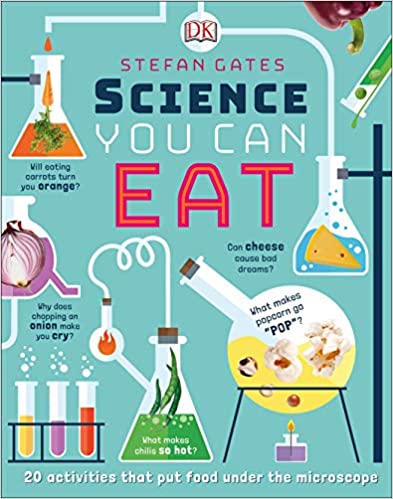 DK
STEFAN GATES
SCIENCE
YOU CAN
EAT
Will eating
carrots turn
you orange?
Can cheese
cause bad
dreams?
Why does
chopping an
onion make
you cry?
What makes
popcorn go
"POP"?
What makes
chilis so hot?
20 activities that put food under the microscope